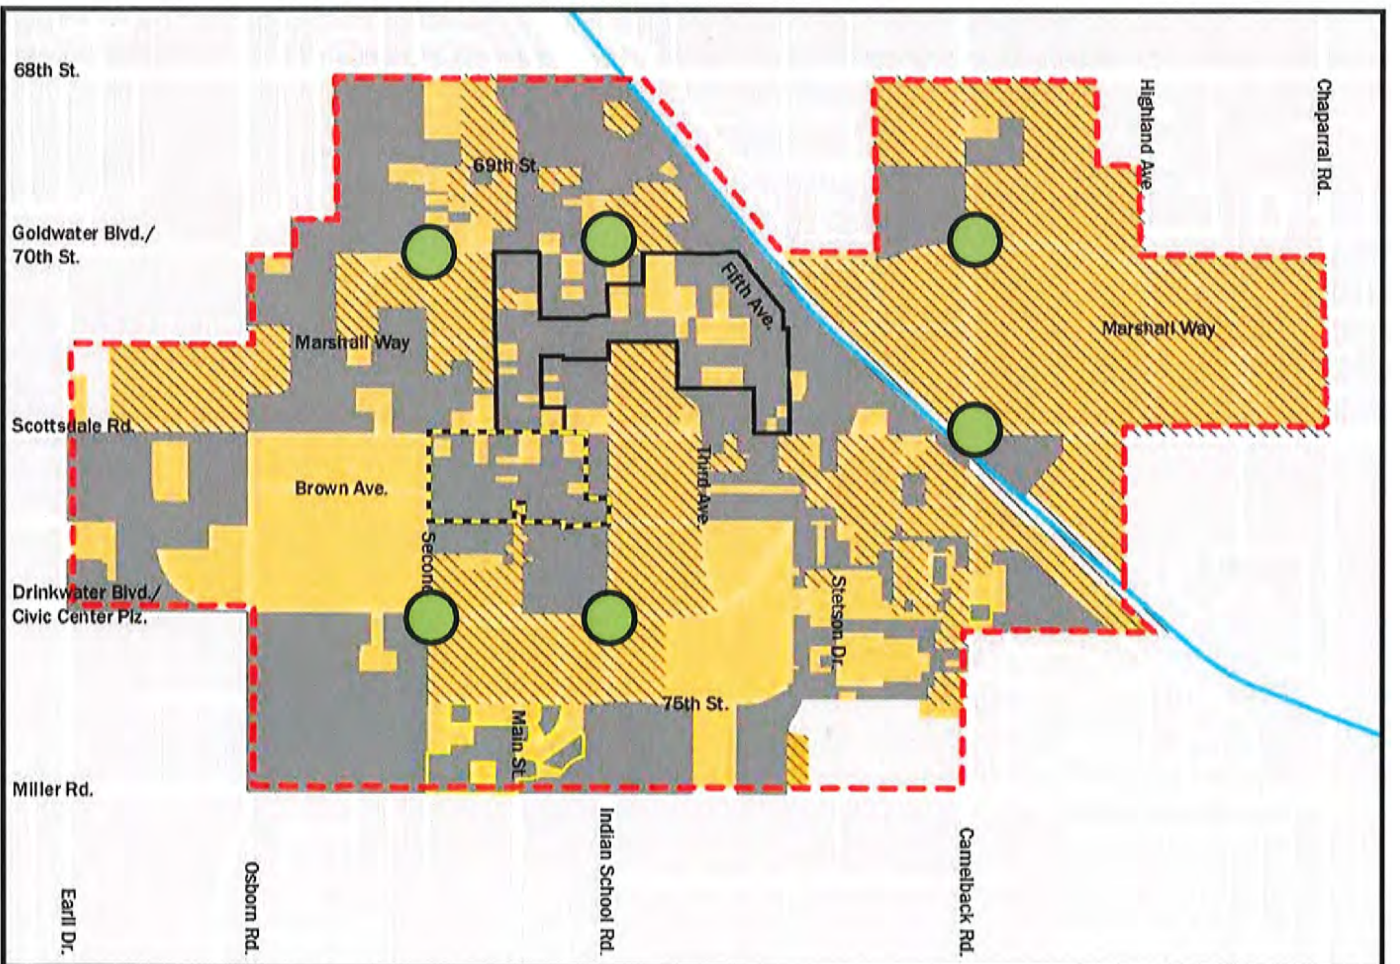 68th St.
Highland Ave.
Chaparral Rd.
69th St.
Goldwater Blvd./
70th St.
Fifth Ave.
Marshall Way
Marshall Way
Scottsdale Rd.
Third Ave.
Brown Ave.
Second
Stetson Dr.
Drinkwater Blvd./
Civic Center Plz.
75th St.
Main St.
Miller Rd.
Indian School Rd.
Camelback Rd.
Osborn Rd.
Earll Dr.